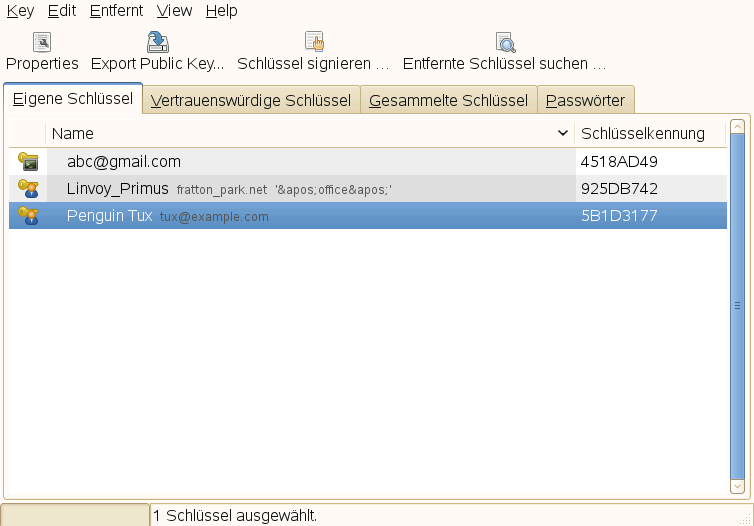 Key Edit Entfernt View Help
Properties Export Public Key... Schlüssel signieren ... Entfernte Schlüssel suchen ...
Eigene Schlüssel Vertrauenswürdige Schlüssel Gesammelte Schlüssel Passwörter
Name Schlüsselkennung
abc@gmail.com 4518AD49
Linvoy_Primus fratton_park.net '&apos;office&apos;' 925DB742
Penguin Tux tux@example.com 5B1D3177
1 Schlüssel ausgewählt.